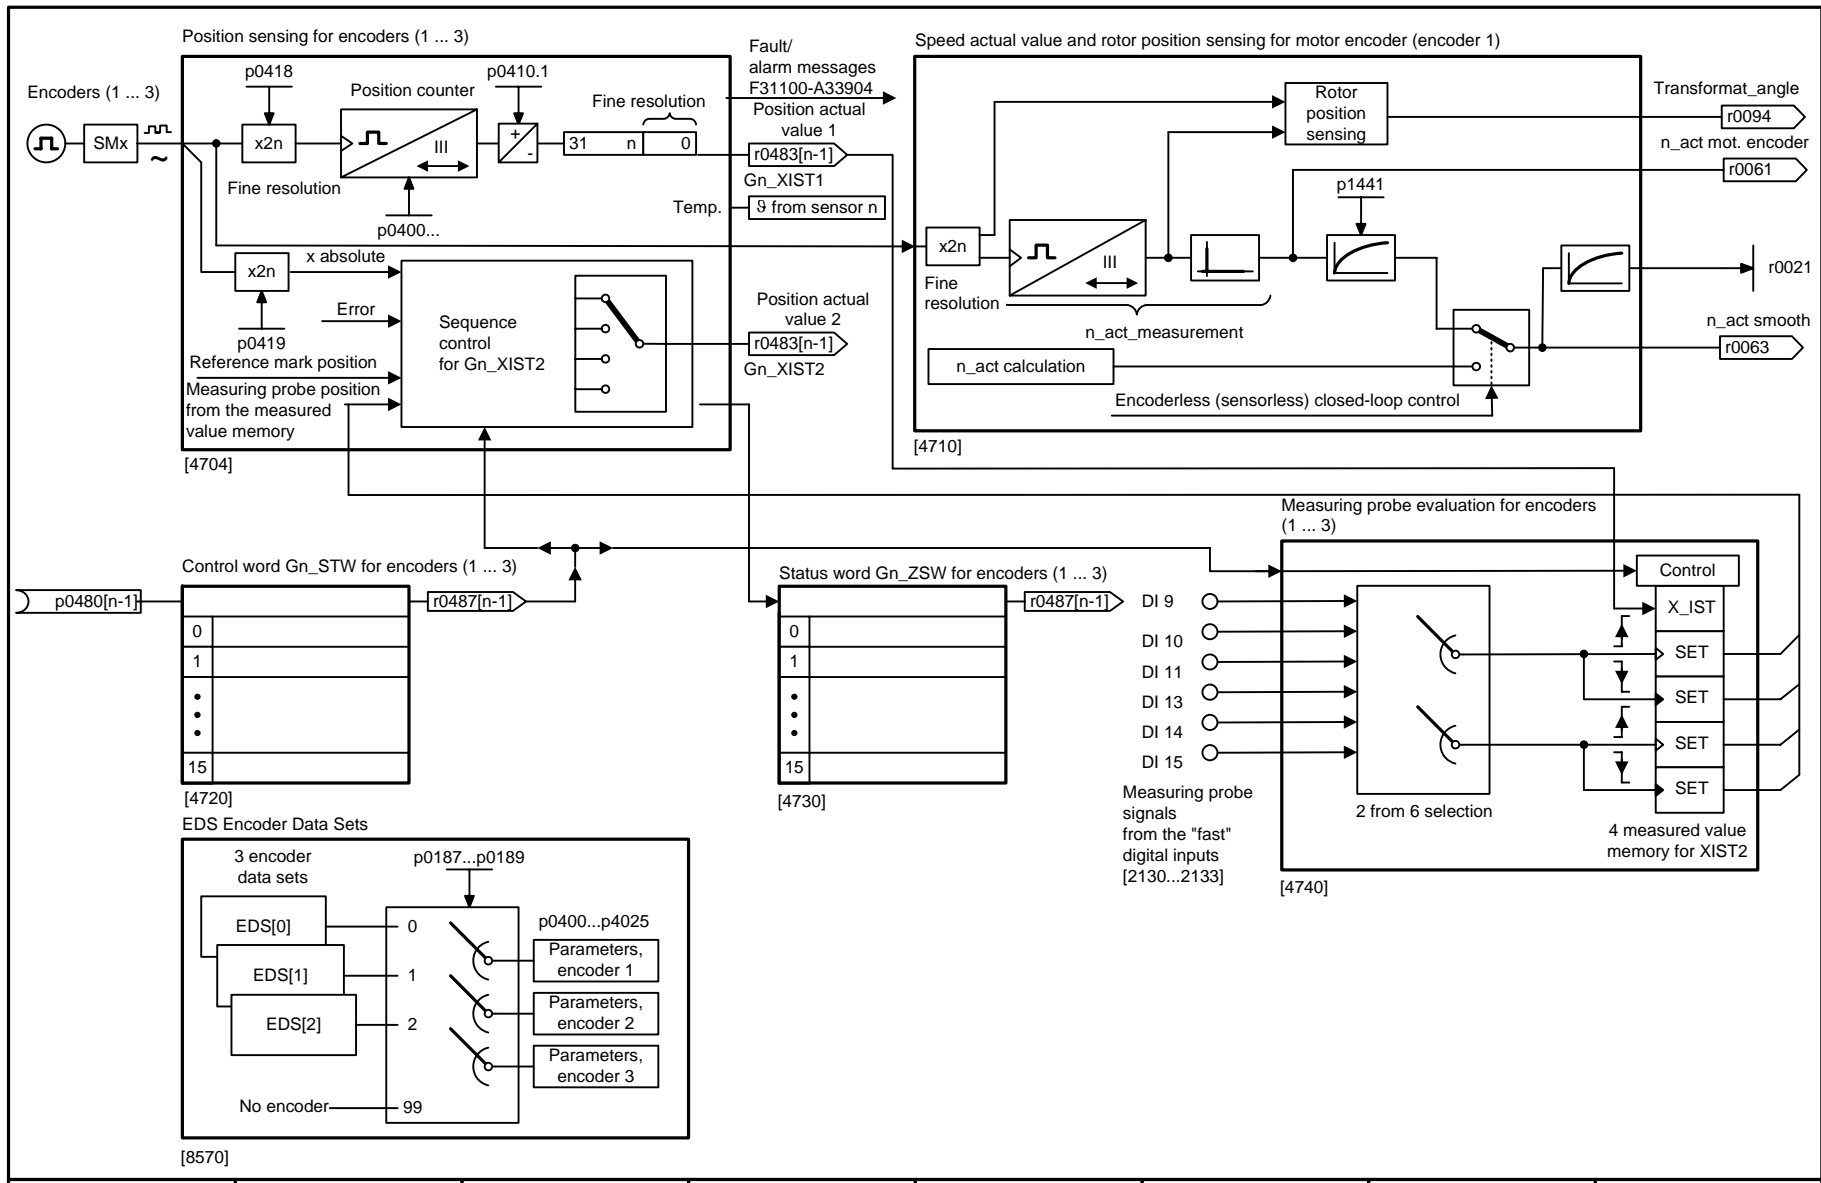 Position sensing for encoders (1 ... 3)
Encoders (1 ... 3)
SMx
~
p0418
x2n
Fine resolution
Position counter
III
p0400...
p0410.1
+
-
Fine resolution
31 n 0
Fault/
alarm messages
F31100-A33904
Position actual
value 1
r0483[n-1]
Gn_XIST1
Temp.
ϑ from sensor n
x2n
x absolute
p0419
Error
Reference mark position
Measuring probe position
from the measured
value memory
Sequence
control
for Gn_XIST2
Position actual
value 2
r0483[n-1]
Gn_XIST2
[4704]
Speed actual value and rotor position sensing for motor encoder (encoder 1)
Rotor
position
sensing
Transformat_angle
r0094
n_act mot. encoder
r0061
p1441
x2n
Fine
resolution
III
n_act_measurement
n_act calculation
Encoderless (sensorless) closed-loop control
r0021
n_act smooth
r0063
[4710]
Control word Gn_STW for encoders (1 ... 3)
p0480[n-1]
r0487[n-1]
0
1
15
[4720]
Status word Gn_ZSW for encoders (1 ... 3)
r0487[n-1]
0
1
15
[4730]
Measuring probe evaluation for encoders
(1 ... 3)
DI 9
DI 10
DI 11
DI 13
DI 14
DI 15
Measuring probe
signals
from the "fast"
digital inputs
[2130...2133]
2 from 6 selection
Control
X_IST
SET
SET
SET
SET
4 measured value
memory for XIST2
[4740]
EDS Encoder Data Sets
3 encoder
data sets
p0187...p0189
EDS[0]
EDS[1]
EDS[2]
0
1
2
No encoder
99
p0400...p4025
Parameters,
encoder 1
Parameters,
encoder 2
Parameters,
encoder 3
[8570]